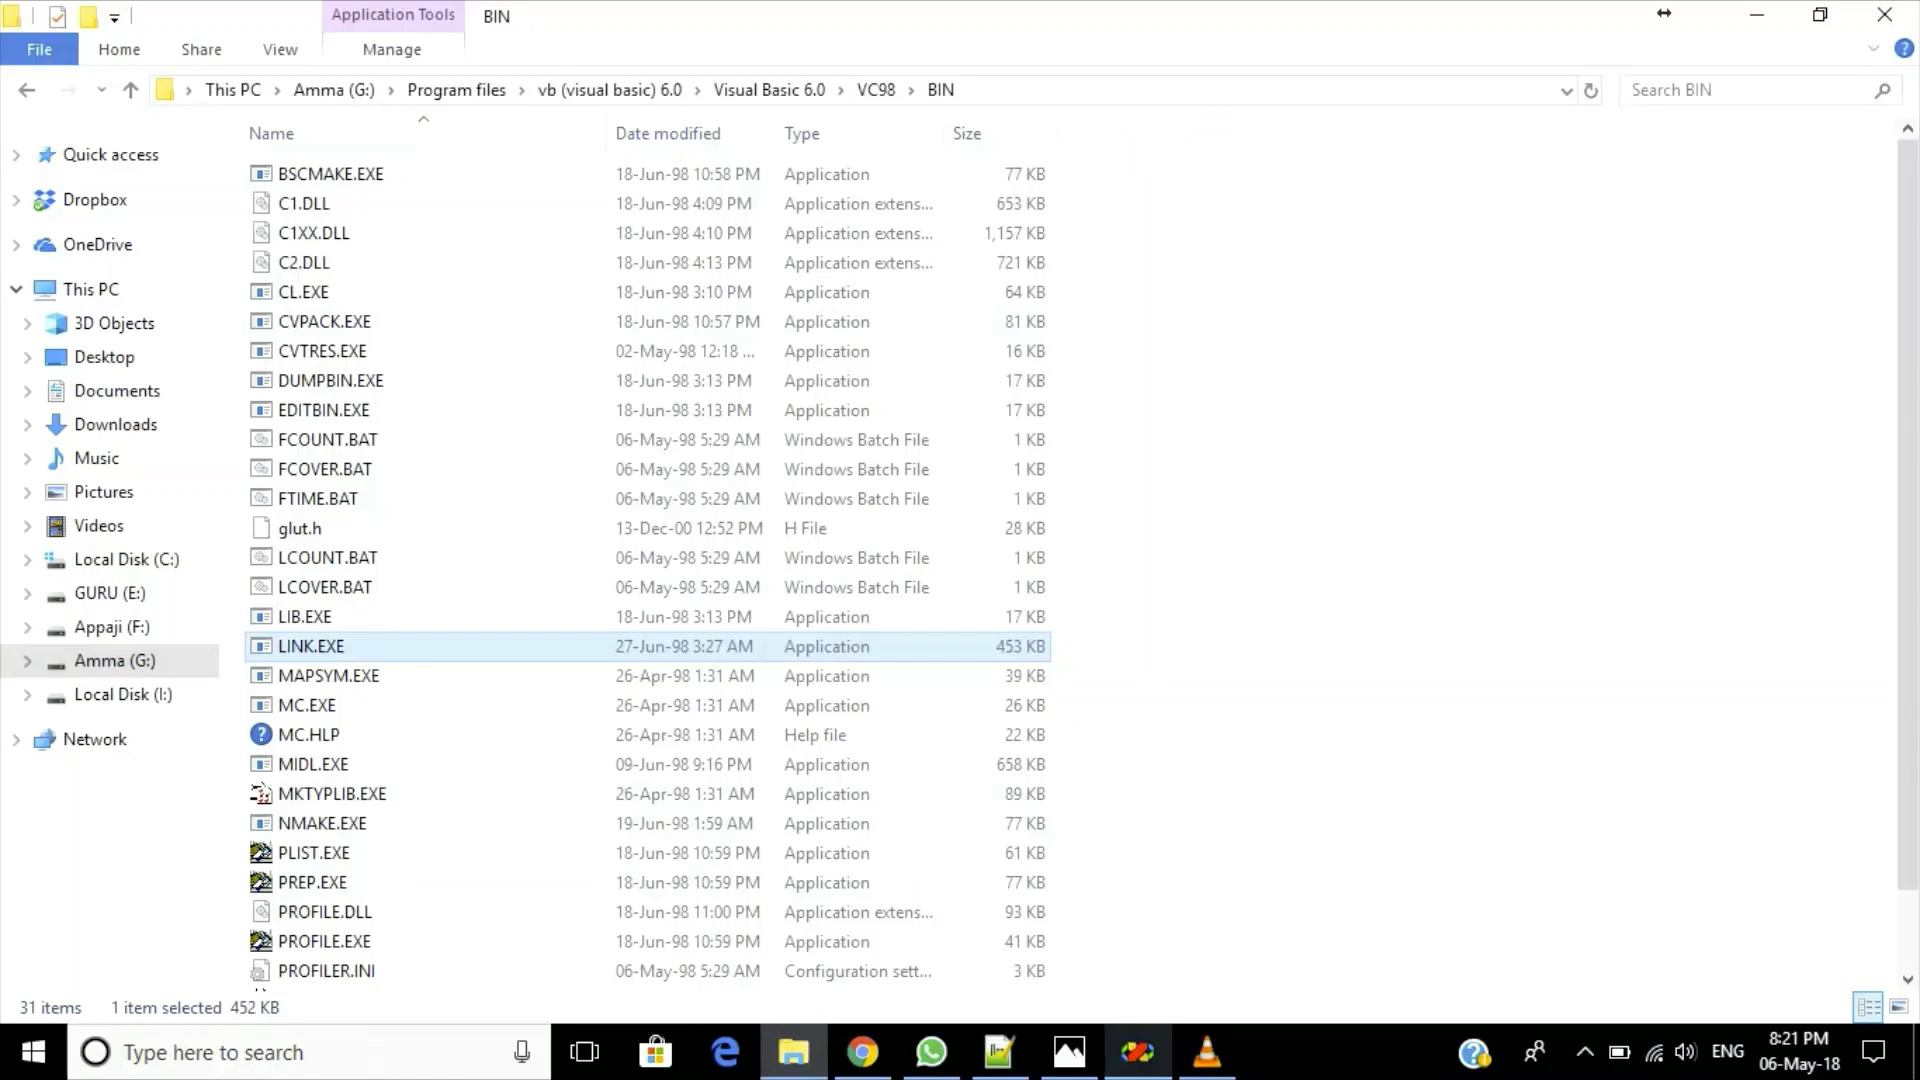 Application Tools BIN
File Home Share View Manage
This PC Amma (G:) Program files vb (visual basic) 6.0 Visual Basic 6.0 VC98 BIN Search BIN
Name Date modified Type Size
Quick access
Dropbox
OneDrive
This PC
3D Objects
Desktop
Documents
Downloads
Music
Pictures
Videos
Local Disk (C:)
GURU (E:)
Appaji (F:)
Amma (G:)
Local Disk (I:)
Network
BSCMAKE.EXE 18-Jun-98 10:58 PM Application 77 KB
C1.DLL 18-Jun-98 4:09 PM Application extens... 653 KB
C1XX.DLL 18-Jun-98 4:10 PM Application extens... 1,157 KB
C2.DLL 18-Jun-98 4:13 PM Application extens... 721 KB
CL.EXE 18-Jun-98 3:10 PM Application 64 KB
CVPACK.EXE 18-Jun-98 10:57 PM Application 81 KB
CVTRES.EXE 02-May-98 12:18 ... Application 16 KB
DUMPBIN.EXE 18-Jun-98 3:13 PM Application 17 KB
EDITBIN.EXE 18-Jun-98 3:13 PM Application 17 KB
FCOUNT.BAT 06-May-98 5:29 AM Windows Batch File 1 KB
FCOVER.BAT 06-May-98 5:29 AM Windows Batch File 1 KB
FTIME.BAT 06-May-98 5:29 AM Windows Batch File 1 KB
glut.h 13-Dec-00 12:52 PM H File 28 KB
LCOUNT.BAT 06-May-98 5:29 AM Windows Batch File 1 KB
LCOVER.BAT 06-May-98 5:29 AM Windows Batch File 1 KB
LIB.EXE 18-Jun-98 3:13 PM Application 17 KB
LINK.EXE 27-Jun-98 3:27 AM Application 453 KB
MAPSYM.EXE 26-Apr-98 1:31 AM Application 39 KB
MC.EXE 26-Apr-98 1:31 AM Application 26 KB
MC.HLP 26-Apr-98 1:31 AM Help file 22 KB
MIDL.EXE 09-Jun-98 9:16 PM Application 658 KB
MKTYPLIB.EXE 26-Apr-98 1:31 AM Application 89 KB
NMAKE.EXE 19-Jun-98 1:59 AM Application 77 KB
PLIST.EXE 18-Jun-98 10:59 PM Application 61 KB
PREP.EXE 18-Jun-98 10:59 PM Application 77 KB
PROFILE.DLL 18-Jun-98 11:00 PM Application extens... 93 KB
PROFILE.EXE 18-Jun-98 10:59 PM Application 41 KB
PROFILER.INI 06-May-98 5:29 AM Configuration sett... 3 KB
31 items 1 item selected 452 KB
Type here to search
ENG
8:21 PM
06-May-18